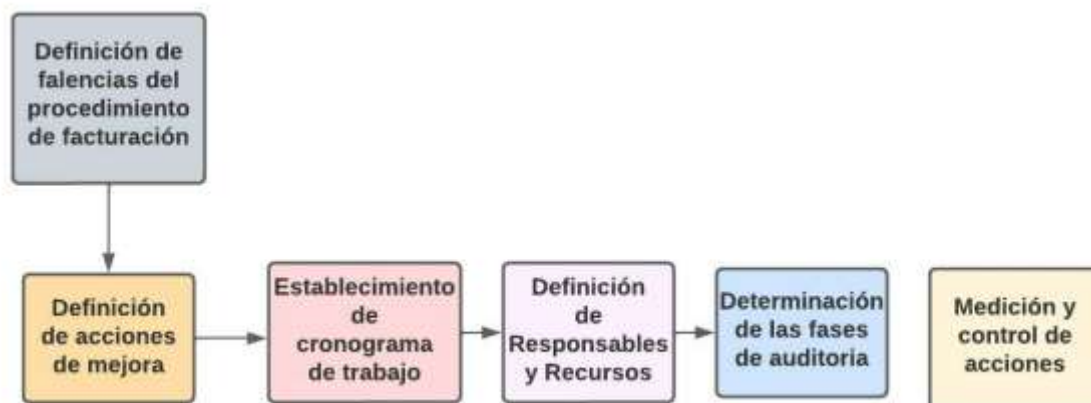 Definición de
falencias del
procedimiento
de facturación
Definición
de acciones
de mejora
Establecimiento
de
cronograma
de trabajo
Definición
de
Responsables
y Recursos
Determinación
de las fases
de auditoria
Medición y
control de
acciones